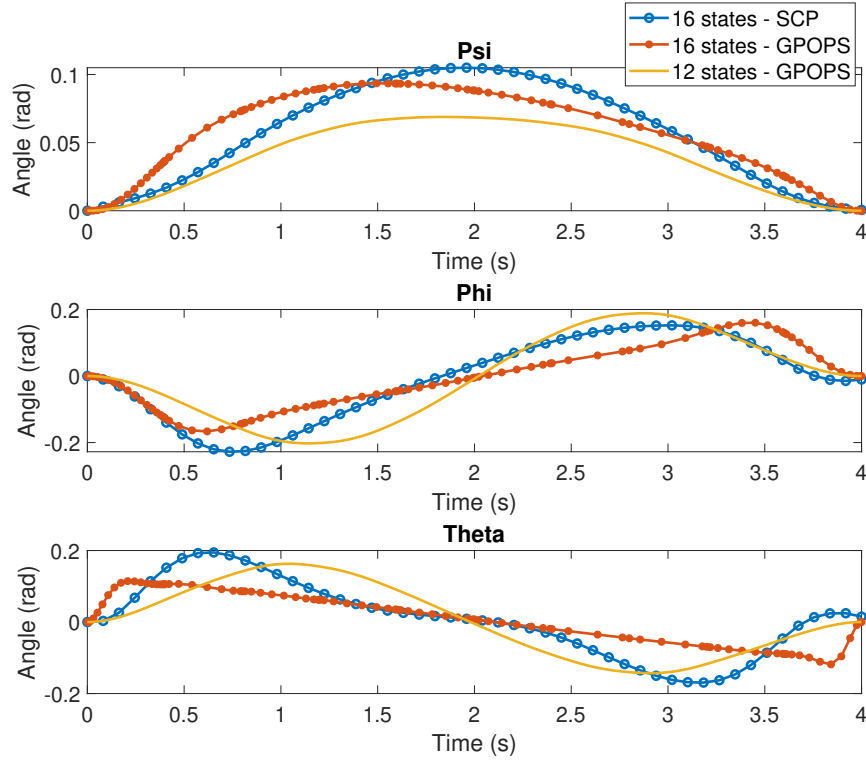 16 states - SCP
16 states - GPOPS
12 states - GPOPS
Psi
0.1
0.05
0
Angle (rad)
0 0.5 1 1.5 2 2.5 3 3.5 4
Time (s)
Phi
0.2
0
-0.2
Angle (rad)
0 0.5 1 1.5 2 2.5 3 3.5 4
Time (s)
Theta
0.2
0
-0.2
Angle (rad)
0 0.5 1 1.5 2 2.5 3 3.5 4
Time (s)